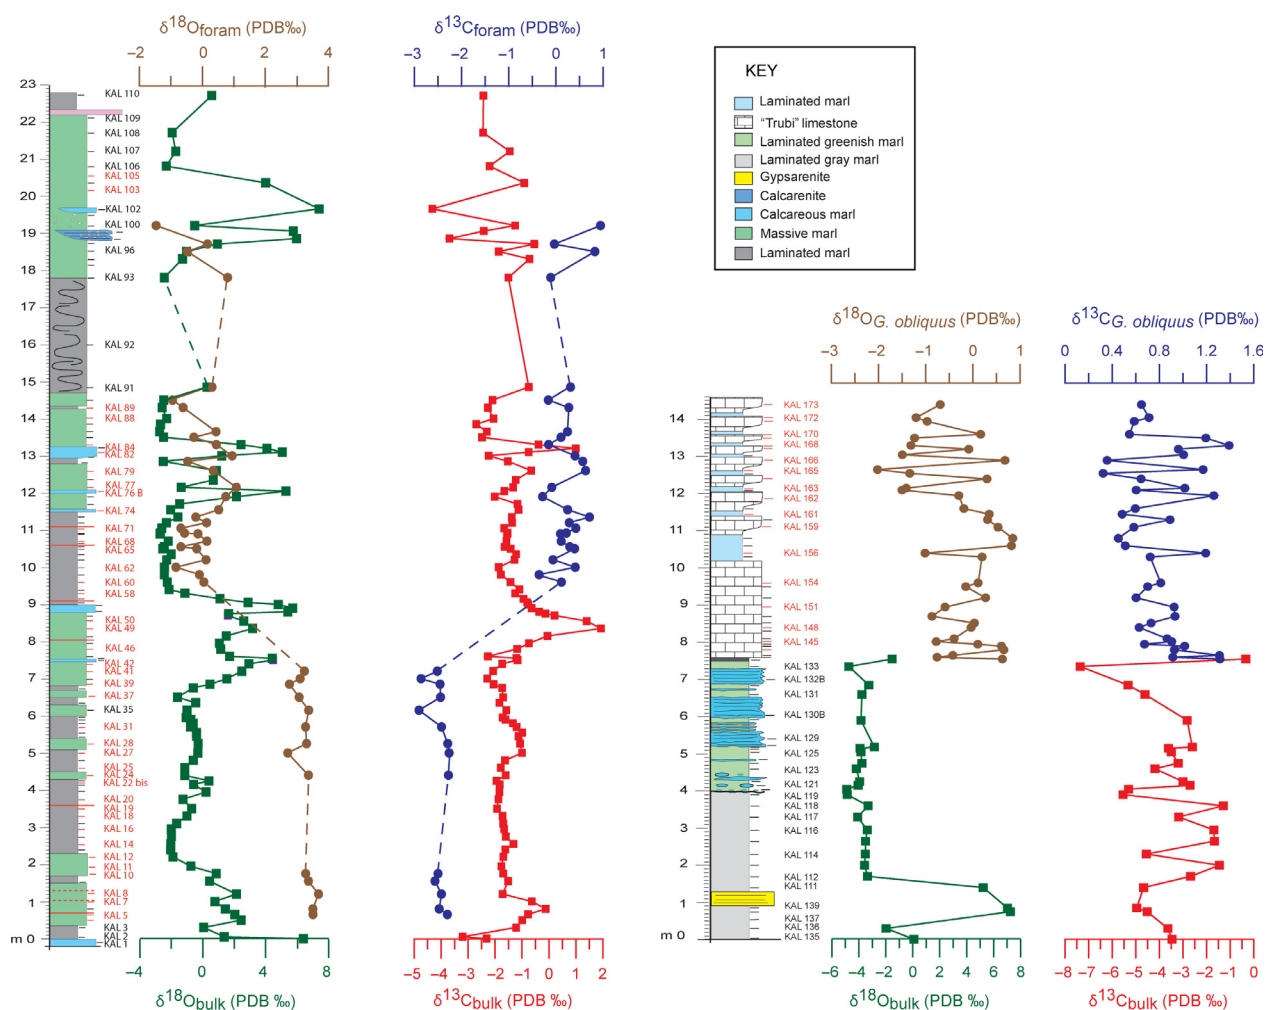 δ18Oforam (PDB‰)
−2 0 2 4
δ13Cforam (PDB‰)
−3 −2 −1 0 1
KEY
Laminated marl
“Trubi” limestone
Laminated greenish marl
Laminated gray marl
Gypsarenite
Calcarenite
Calcareous marl
Massive marl
Laminated marl
23
22
21
20
19
18
17
16
15
14
13
12
11
10
9
8
7
6
5
4
3
2
1
m 0
KAL 110
KAL 109
KAL 108
KAL 107
KAL 106
KAL 105
KAL 103
KAL 102
KAL 100
KAL 96
KAL 93
KAL 92
KAL 91
KAL 89
KAL 88
KAL 84
KAL 82
KAL 79
KAL 77
KAL 76 B
KAL 74
KAL 71
KAL 68
KAL 65
KAL 62
KAL 60
KAL 58
KAL 50
KAL 49
KAL 46
KAL 42
KAL 41
KAL 39
KAL 37
KAL 35
KAL 31
KAL 28
KAL 27
KAL 25
KAL 24
KAL 22 bis
KAL 20
KAL 19
KAL 18
KAL 16
KAL 14
KAL 12
KAL 11
KAL 10
KAL 8
KAL 7
KAL 5
KAL 3
KAL 2
KAL 1
−4 0 4 8
δ18Obulk (PDB ‰)
−5 −4 −3 −2 −1 0 1 2
δ13Cbulk (PDB ‰)
δ18OG. obliquus (PDB‰)
−3 −2 −1 0 1
δ13CG. obliquus (PDB‰)
0 0.4 0.8 1.2 1.6
14
13
12
11
10
9
8
7
6
5
4
3
2
1
m 0
KAL 173
KAL 172
KAL 170
KAL 168
KAL 166
KAL 165
KAL 163
KAL 162
KAL 161
KAL 159
KAL 156
KAL 154
KAL 151
KAL 148
KAL 145
KAL 133
KAL 132B
KAL 131
KAL 130B
KAL 129
KAL 125
KAL 123
KAL 121
KAL 119
KAL 118
KAL 117
KAL 116
KAL 114
KAL 112
KAL 111
KAL 139
KAL 137
KAL 136
KAL 135
−6 −4 −2 0 2 4 6 8
δ18Obulk (PDB‰)
−8 −7 −6 −5 −4 −3 −2 −1 0
δ13Cbulk (PDB ‰)